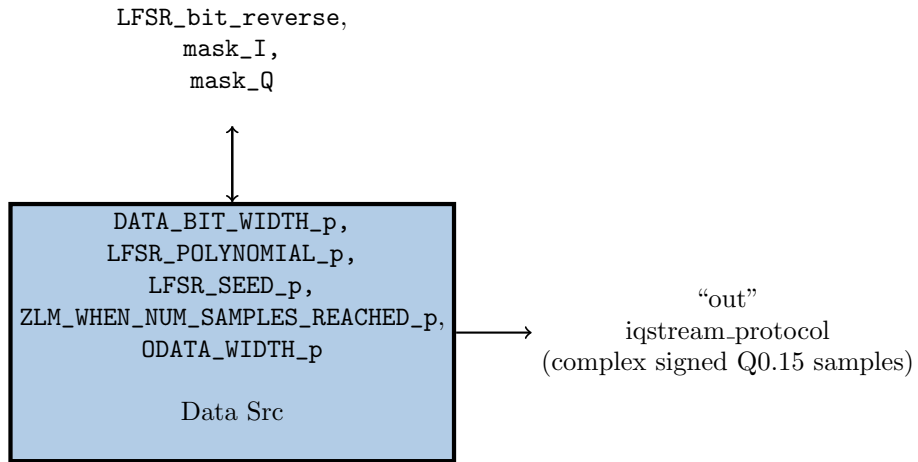 LFSR_bit_reverse,
mask_I,
mask_Q
DATA_BIT_WIDTH_p,
LFSR_POLYNOMIAL_p,
LFSR_SEED_p,
ZLM_WHEN_NUM_SAMPLES_REACHED_p,
ODATA_WIDTH_p
Data Src
“out”
iqstream_protocol
(complex signed Q0.15 samples)